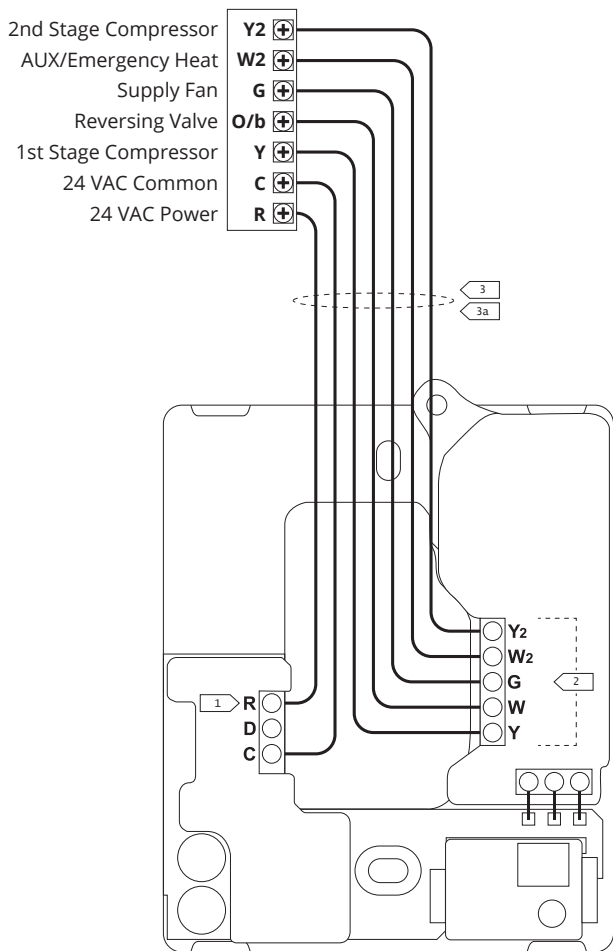 2nd Stage Compressor Y2
AUX/Emergency Heat W2
Supply Fan G
Reversing Valve O/b
1st Stage Compressor Y
24 VAC Common C
24 VAC Power R
3
3a
Y2
W2
G
2
W
Y
1
R
D
C